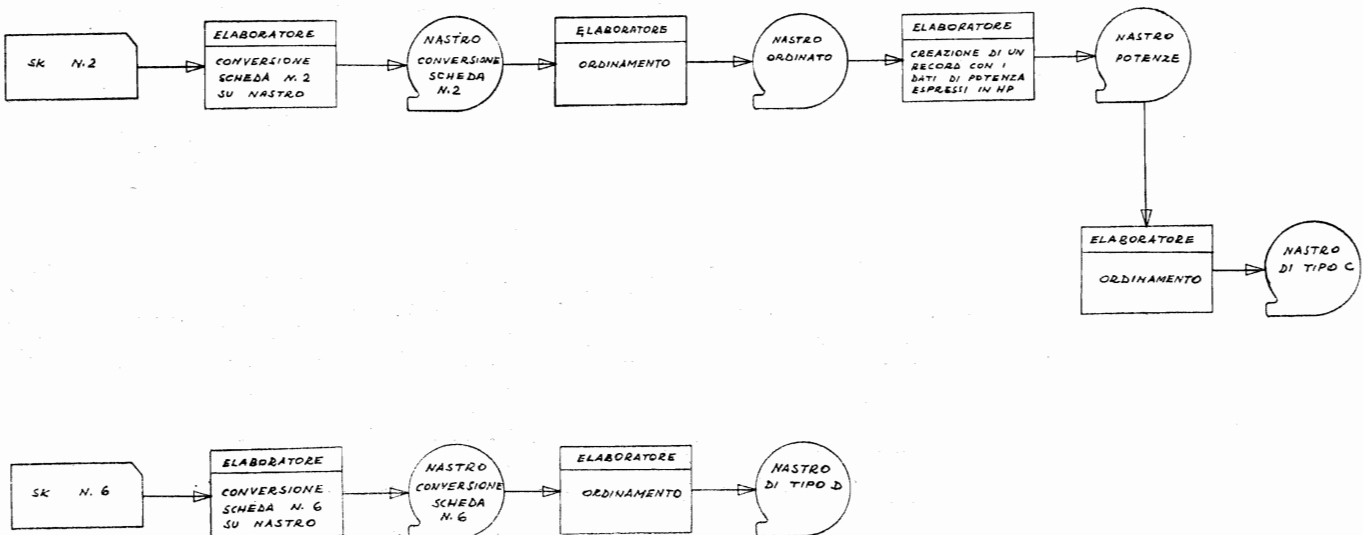 SK N.2
ELABORATORE
CONVERSIONE
SCHEDA N.2
SU NASTRO
NASTRO
CONVERSIONE
SCHEDA
N.2
ELABORATORE
ORDINAMENTO
NASTRO
ORDINATO
ELABORATORE
CREAZIONE DI UN
RECORD CON I
DATI DI POTENZA
ESPRESSI IN HP
NASTRO
POTENZE
ELABORATORE
ORDINAMENTO
NASTRO
DI TIPO C
SK N.6
ELABORATORE
CONVERSIONE
SCHEDA N.6
SU NASTRO
NASTRO
CONVERSIONE
SCHEDA
N.6
ELABORATORE
ORDINAMENTO
NASTRO
DI TIPO D